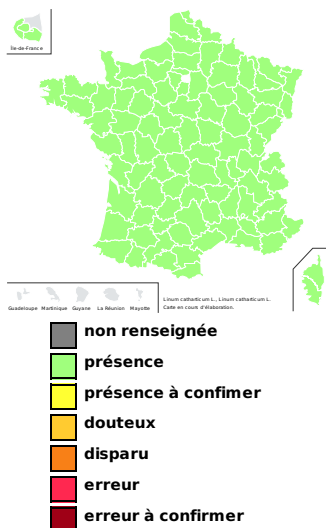 Île-de-France
Guadeloupe Martinique Guyane La Réunion Mayotte
Linum catharticum L., Linum catharticum L.
Carte en cours d'élaboration.
non renseignée
présence
présence à confimer
douteux
disparu
erreur
erreur à confirmer